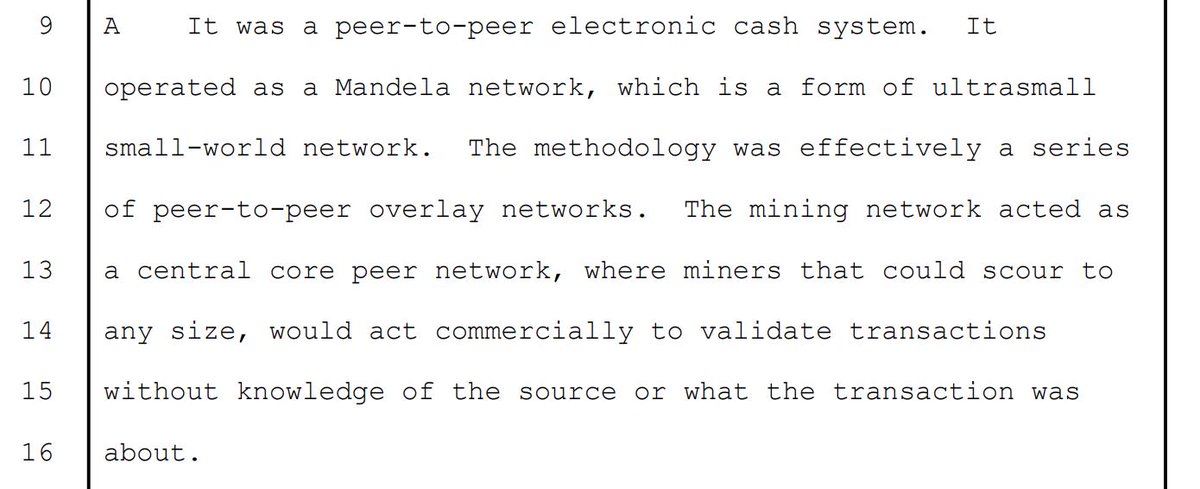 9 A It was a peer-to-peer electronic cash system. It
10 operated as a Mandela network, which is a form of ultrasmall
11 small-world network. The methodology was effectively a series
12 of peer-to-peer overlay networks. The mining network acted as
13 a central core peer network, where miners that could scour to
14 any size, would act commercially to validate transactions
15 without knowledge of the source or what the transaction was
16 about.